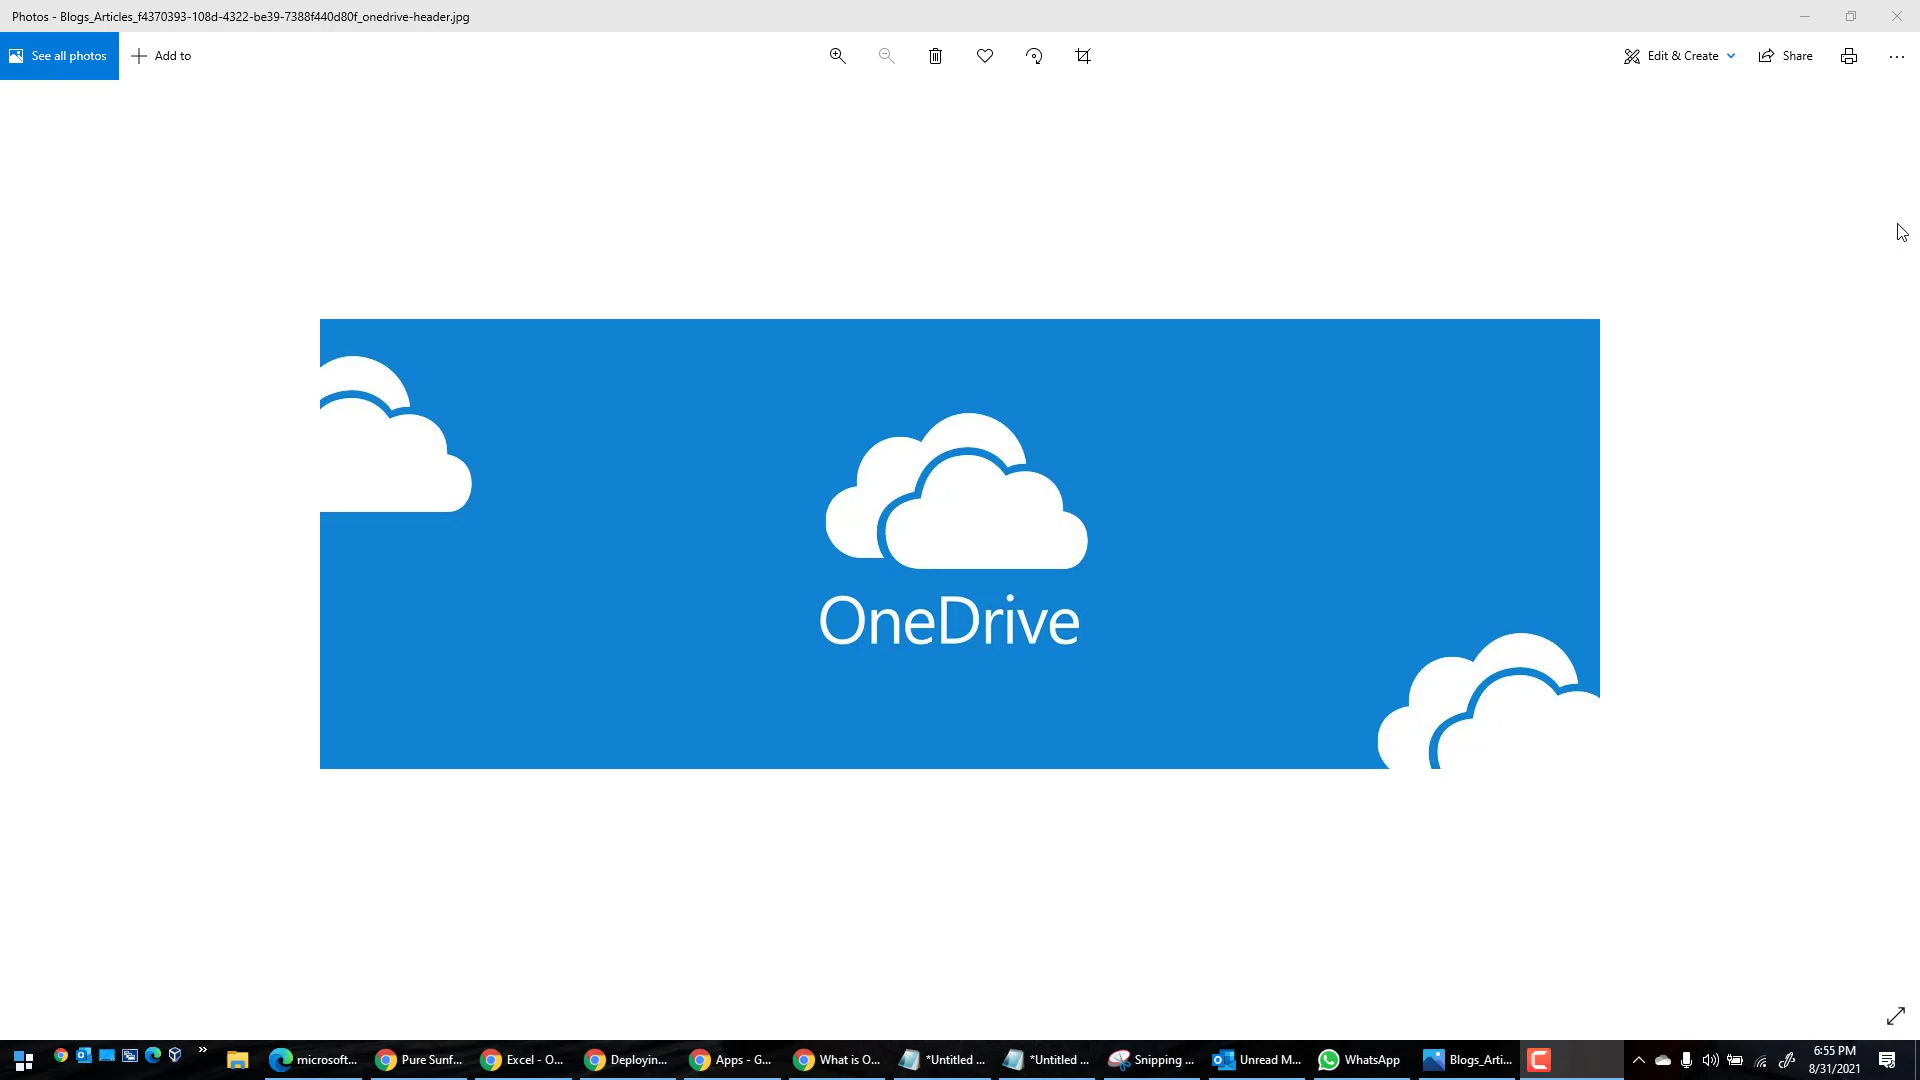 Photos - Blogs_Articles_f4370393-108d-4322-be39-7388f440d80f_onedrive-header.jpg
See all photos
Add to
Edit & Create
Share
OneDrive
microsoft...
Pure Sunf...
Excel - O...
Deployin...
Apps - G...
What is O...
*Untitled ...
*Untitled ...
Snipping ...
Unread M...
WhatsApp
Blogs_Arti...
6:55 PM
8/31/2021